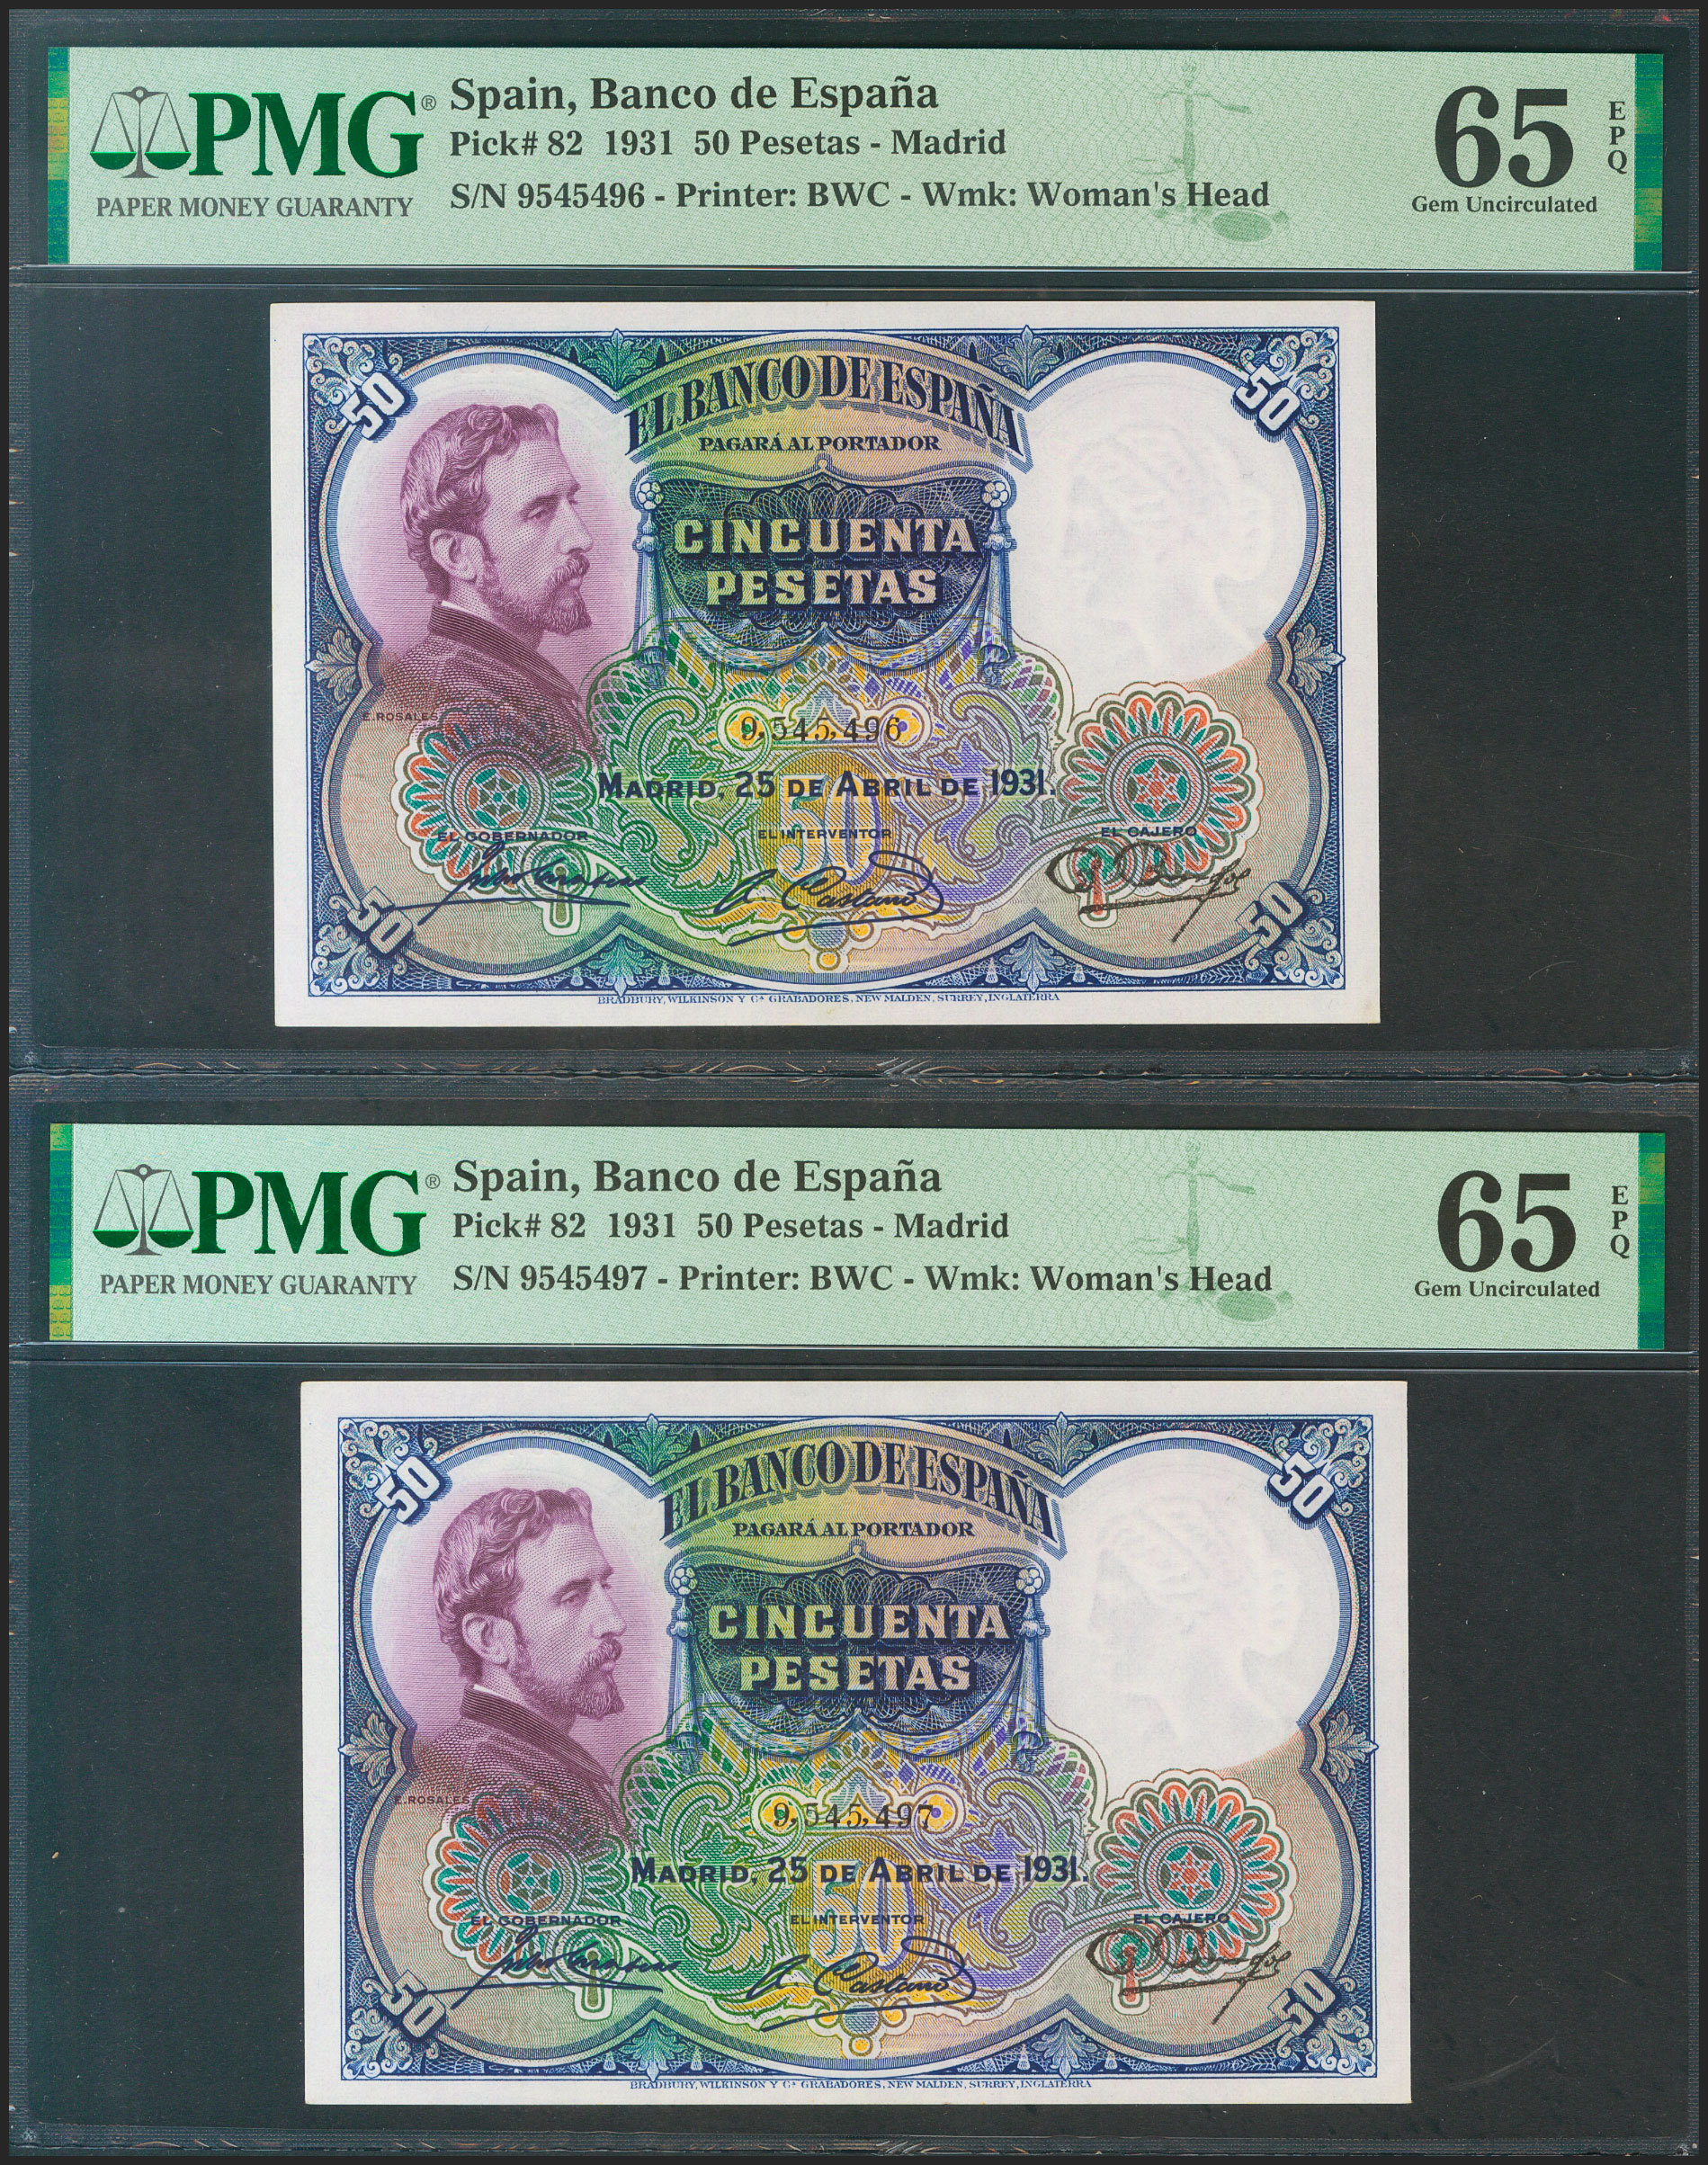 PMG®
PAPER MONEY GUARANTY
Spain, Banco de España
Pick# 82 1931 50 Pesetas - Madrid
S/N 9545496 - Printer: BWC - Wmk: Woman's Head
65
EPQ
Gem Uncirculated
50
50
EL BANCO DE ESPAÑA
PAGARÁ AL PORTADOR
CINCUENTA
PESETAS
E. ROSALES
9,545,496
MADRID, 25 DE ABRIL DE 1931.
50
EL GOBERNADOR
EL INTERVENTOR
EL CAJERO
A. Castaño
50
50
BRADBURY, WILKINSON Y Cª GRABADORES, NEW MALDEN, SURREY, INGLATERRA
PMG®
PAPER MONEY GUARANTY
Spain, Banco de España
Pick# 82 1931 50 Pesetas - Madrid
S/N 9545497 - Printer: BWC - Wmk: Woman's Head
65
EPQ
Gem Uncirculated
50
50
EL BANCO DE ESPAÑA
PAGARÁ AL PORTADOR
CINCUENTA
PESETAS
E. ROSALES
9,545,497
MADRID, 25 DE ABRIL DE 1931.
50
EL GOBERNADOR
EL INTERVENTOR
EL CAJERO
A. Castaño
50
50
BRADBURY, WILKINSON Y Cª GRABADORES, NEW MALDEN, SURREY, INGLATERRA